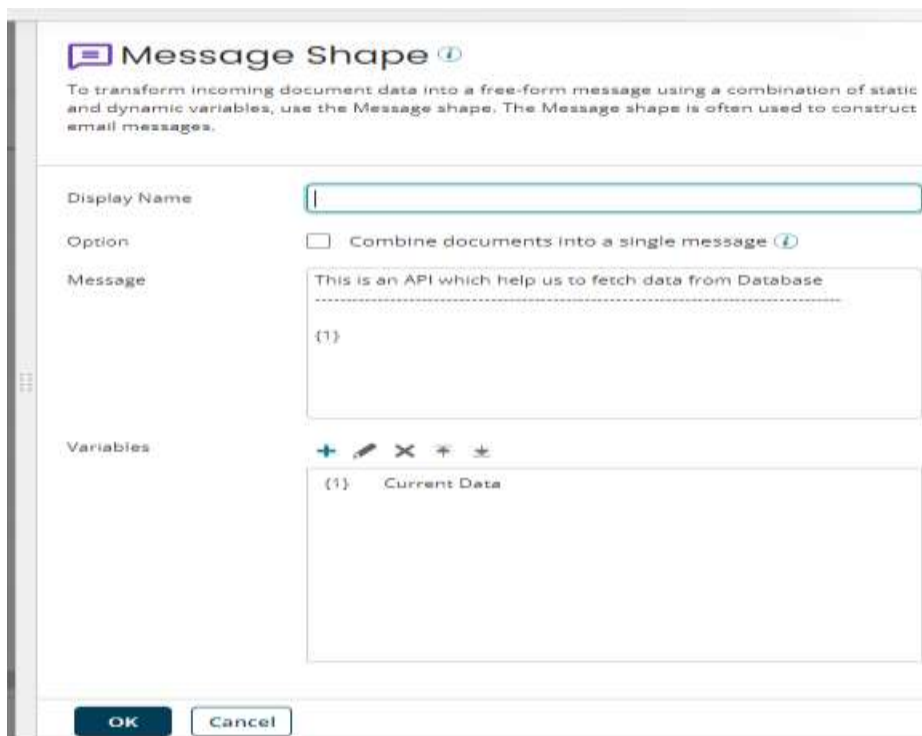 Message Shape
To transform incoming document data into a free-form message using a combination of static
and dynamic variables, use the Message shape. The Message shape is often used to construct
email messages.
Display Name
Option Combine documents into a single message
Message This is an API which help us to fetch data from Database
--------------------------------------------------------------------------------
{1}
Variables
{1} Current Data
OK Cancel